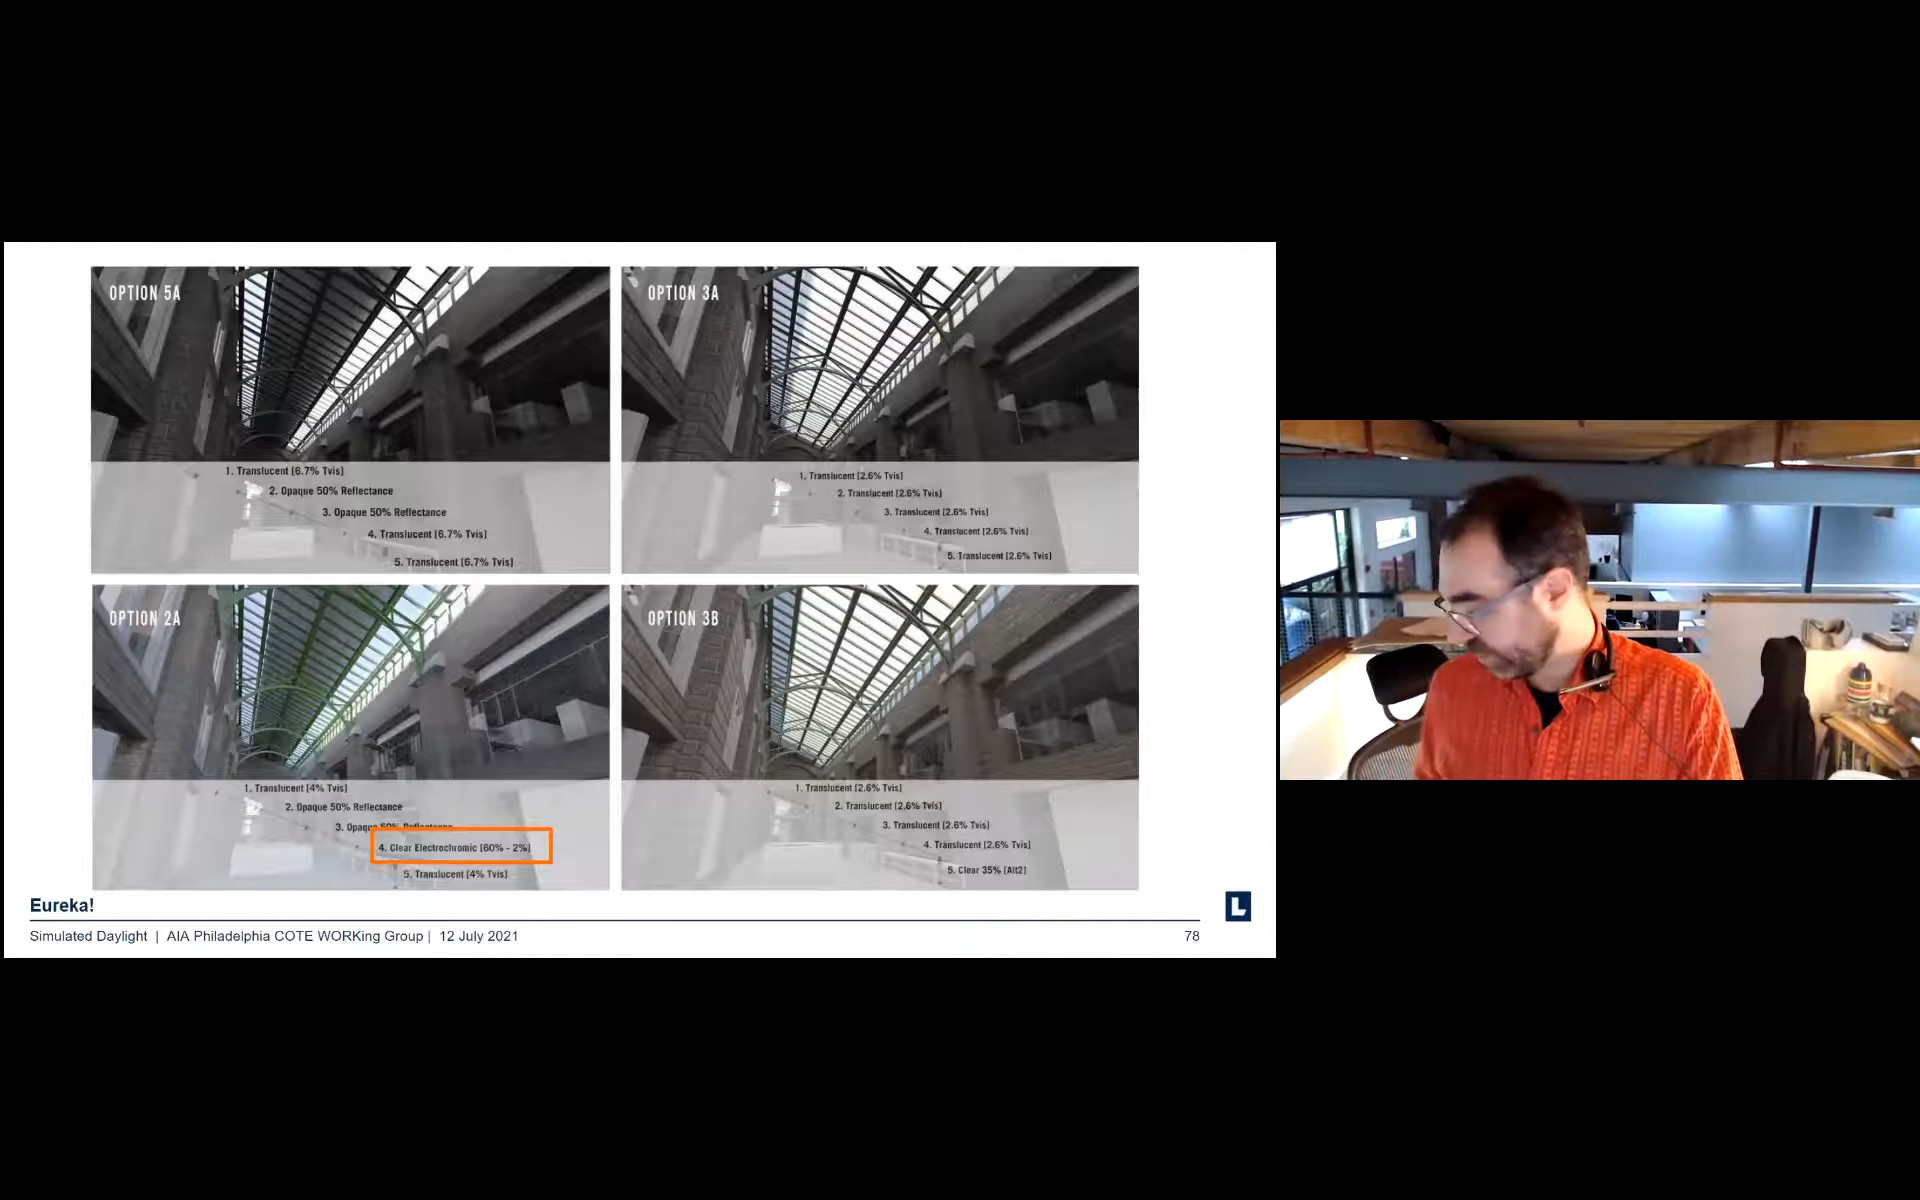 OPTION 5A
1. Translucent (6.7% Tvis)
2. Opaque 50% Reflectance
3. Opaque 50% Reflectance
4. Translucent (6.7% Tvis)
5. Translucent (6.7% Tvis)
OPTION 3A
1. Translucent (2.6% Tvis)
2. Translucent (2.6% Tvis)
3. Translucent (2.6% Tvis)
4. Translucent (2.6% Tvis)
5. Translucent (2.6% Tvis)
OPTION 2A
1. Translucent (4% Tvis)
2. Opaque 50% Reflectance
3. Opaque 50% Reflectance
4. Clear Electrochromic (60% - 2%)
5. Translucent (4% Tvis)
OPTION 3B
1. Translucent (2.6% Tvis)
2. Translucent (2.6% Tvis)
3. Translucent (2.6% Tvis)
4. Translucent (2.6% Tvis)
5. Clear 35% (Alt2)
Eureka!
L
Simulated Daylight | AIA Philadelphia COTE WORKing Group | 12 July 2021
78